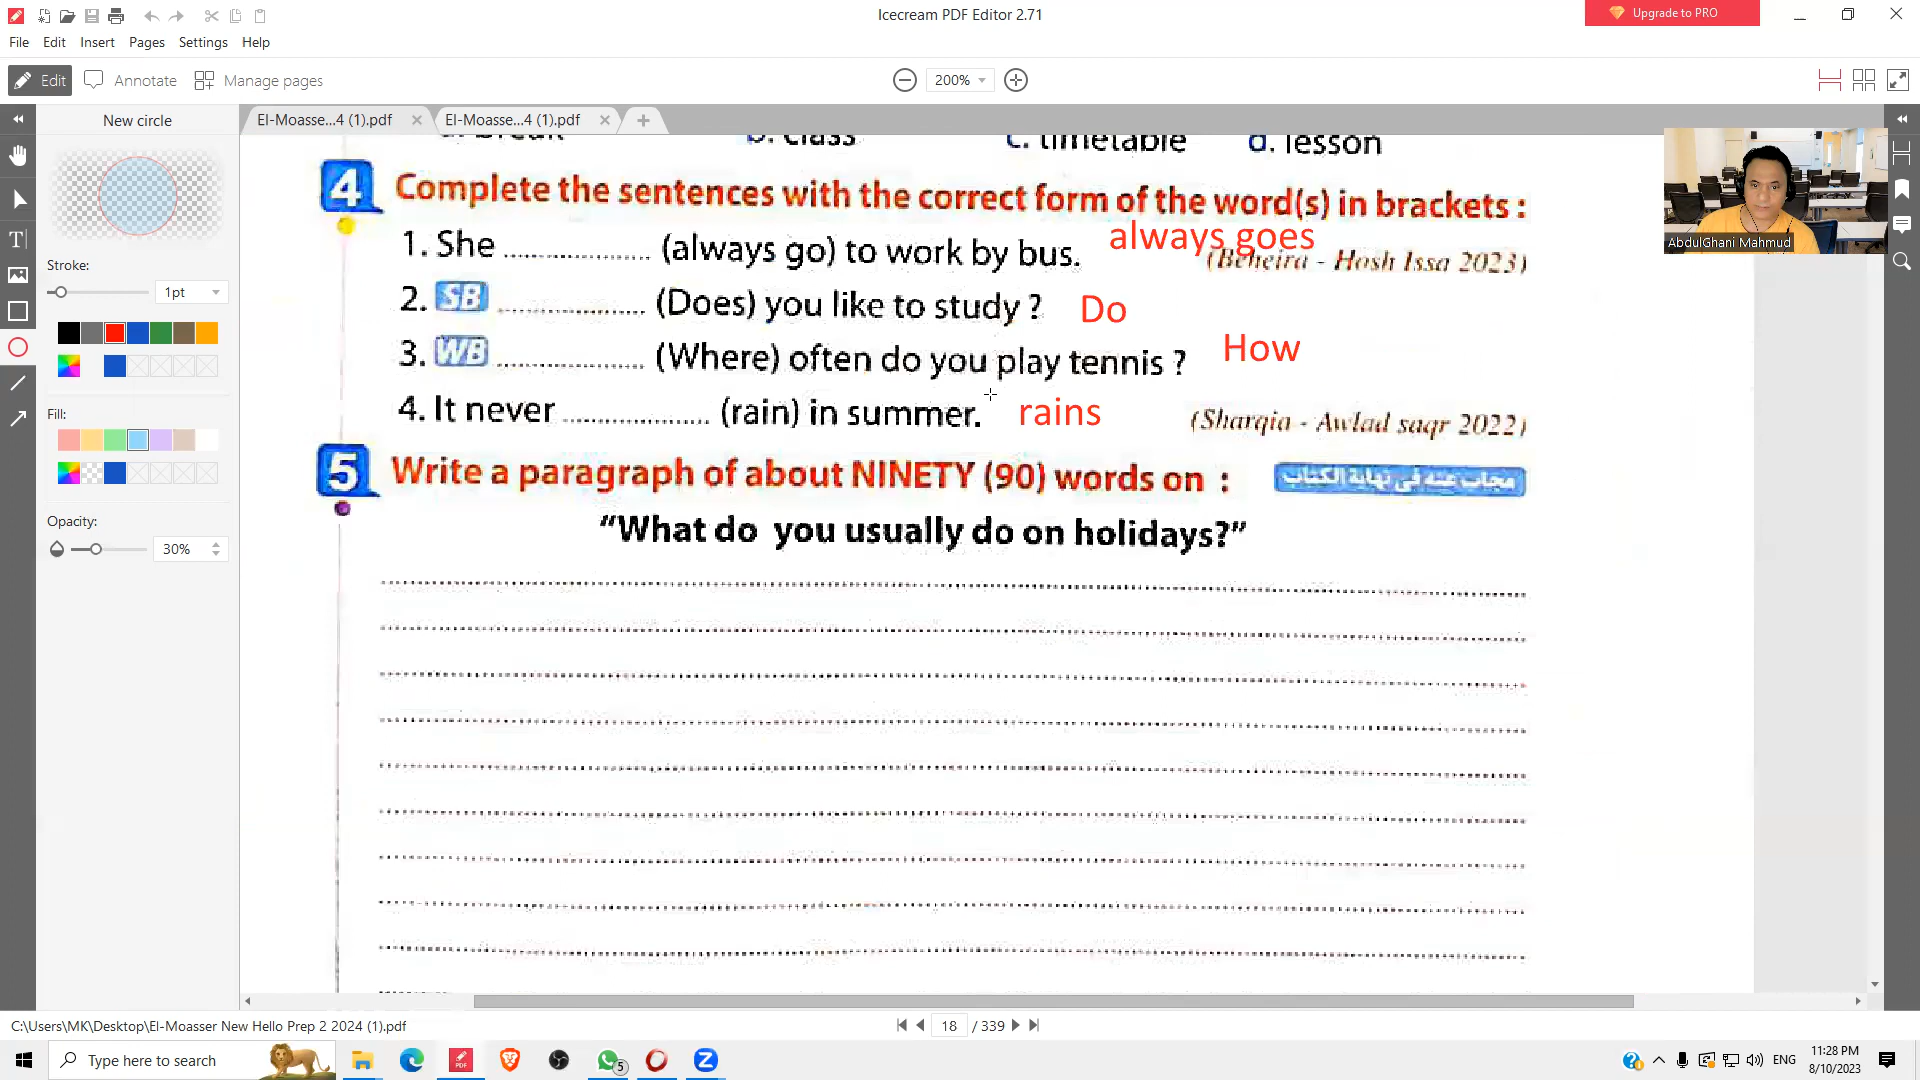 Icecream PDF Editor 2.71
Upgrade to PRO
File Edit Insert Pages Settings Help
Edit Annotate Manage pages
200%
New circle
El-Moasse...4 (1).pdf
El-Moasse...4 (1).pdf
a. break b. class c. timetable d. lesson
4 Complete the sentences with the correct form of the word(s) in brackets :
1. She .................... (always go) to work by bus. always goes
(Beheira - Hosh Issa 2023)
2. SB .................... (Does) you like to study ? Do
3. WB .................... (Where) often do you play tennis ? How
4. It never .................... (rain) in summer. rains
(Sharqia - Awlad saqr 2022)
5 Write a paragraph of about NINETY (90) words on :
مجاب عنه فى نهاية الكتاب
“What do you usually do on holidays?”
Stroke:
1pt
Fill:
Opacity:
30%
AbdulGhani Mahmud
C:\Users\MK\Desktop\El-Moasser New Hello Prep 2 2024 (1).pdf
18 / 339
Type here to search
PDF
5
ENG
11:28 PM
8/10/2023